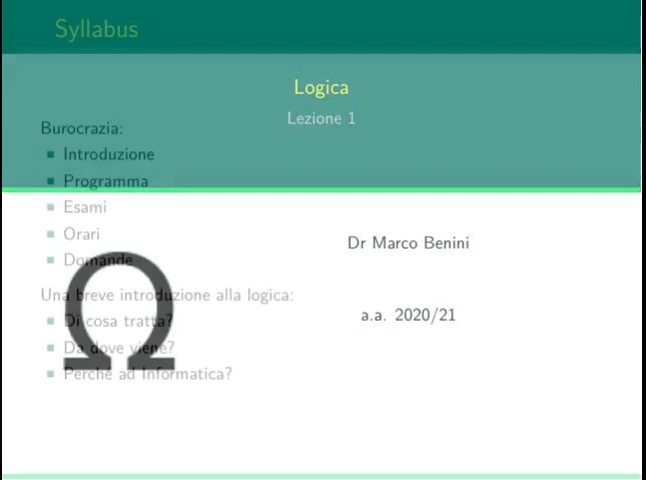 Syllabus
Logica
Lezione 1
Burocrazia:
Introduzione
Programma
Esami
Orari
Domande
Dr Marco Benini
Una breve introduzione alla logica:
Di cosa tratta?
a.a. 2020/21
Da dove viene?
Perché ad Informatica?
Ω